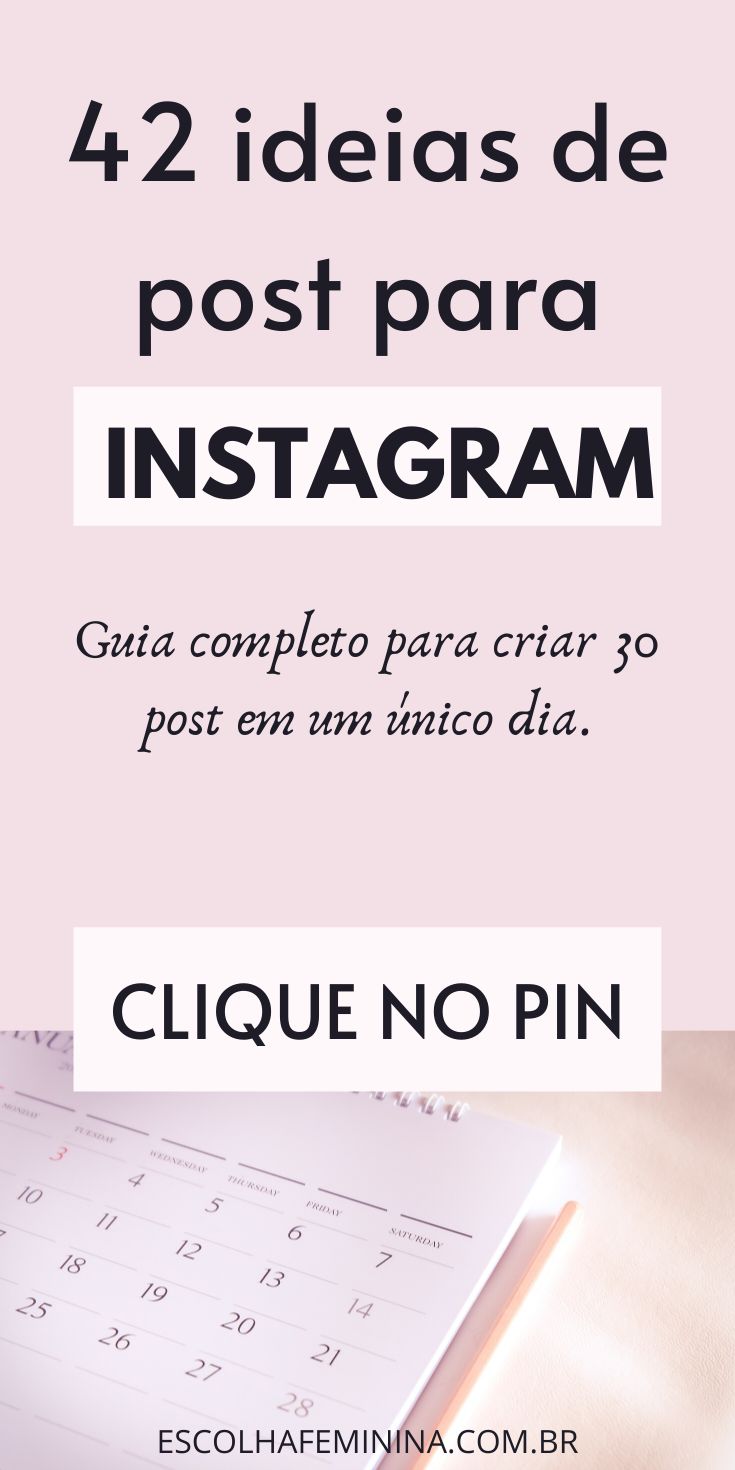 42 ideias de
post para
INSTAGRAM
Guia completo para criar 30
post em um único dia.
CLIQUE NO PIN
MONDAY TUESDAY WEDNESDAY THURSDAY FRIDAY SATURDAY
3 4 5 6 7
10 11 12 13 14
18 19 20 21
25 26 27 28
ESCOLHAFEMININA.COM.BR